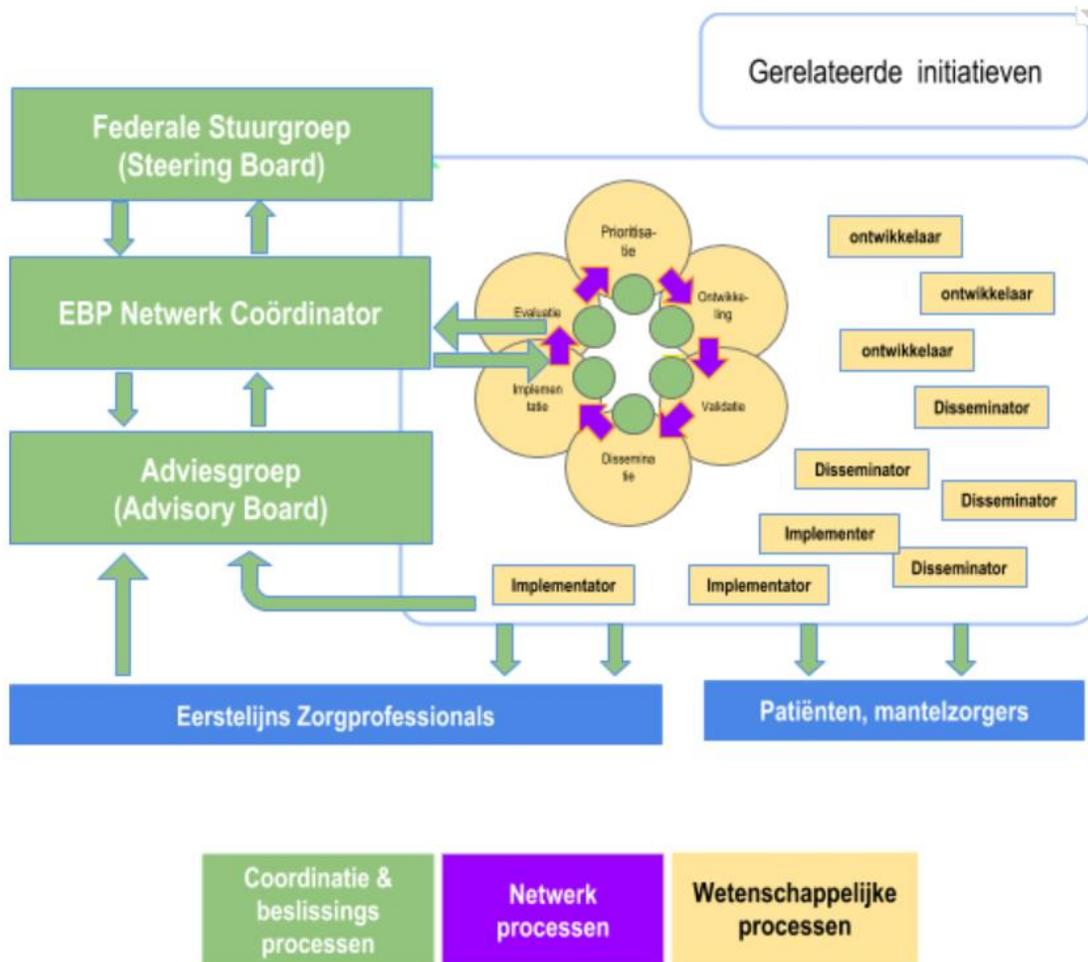 Gerelateerde initiatieven
Federale Stuurgroep
(Steering Board)
EBP Netwerk Coördinator
Adviesgroep
(Advisory Board)
Prioritisa-
tie
Ontwikke-
ling
Validatie
Dissemina
tie
Implemen
tatie
Evaluatie
ontwikkelaar
ontwikkelaar
ontwikkelaar
Disseminator
Disseminator
Disseminator
Implementer
Disseminator
Implementator
Implementator
Eerstelijns Zorgprofessionals
Patiënten, mantelzorgers
Coordinatie &
beslissings
processen
Netwerk
processen
Wetenschappelijke
processen